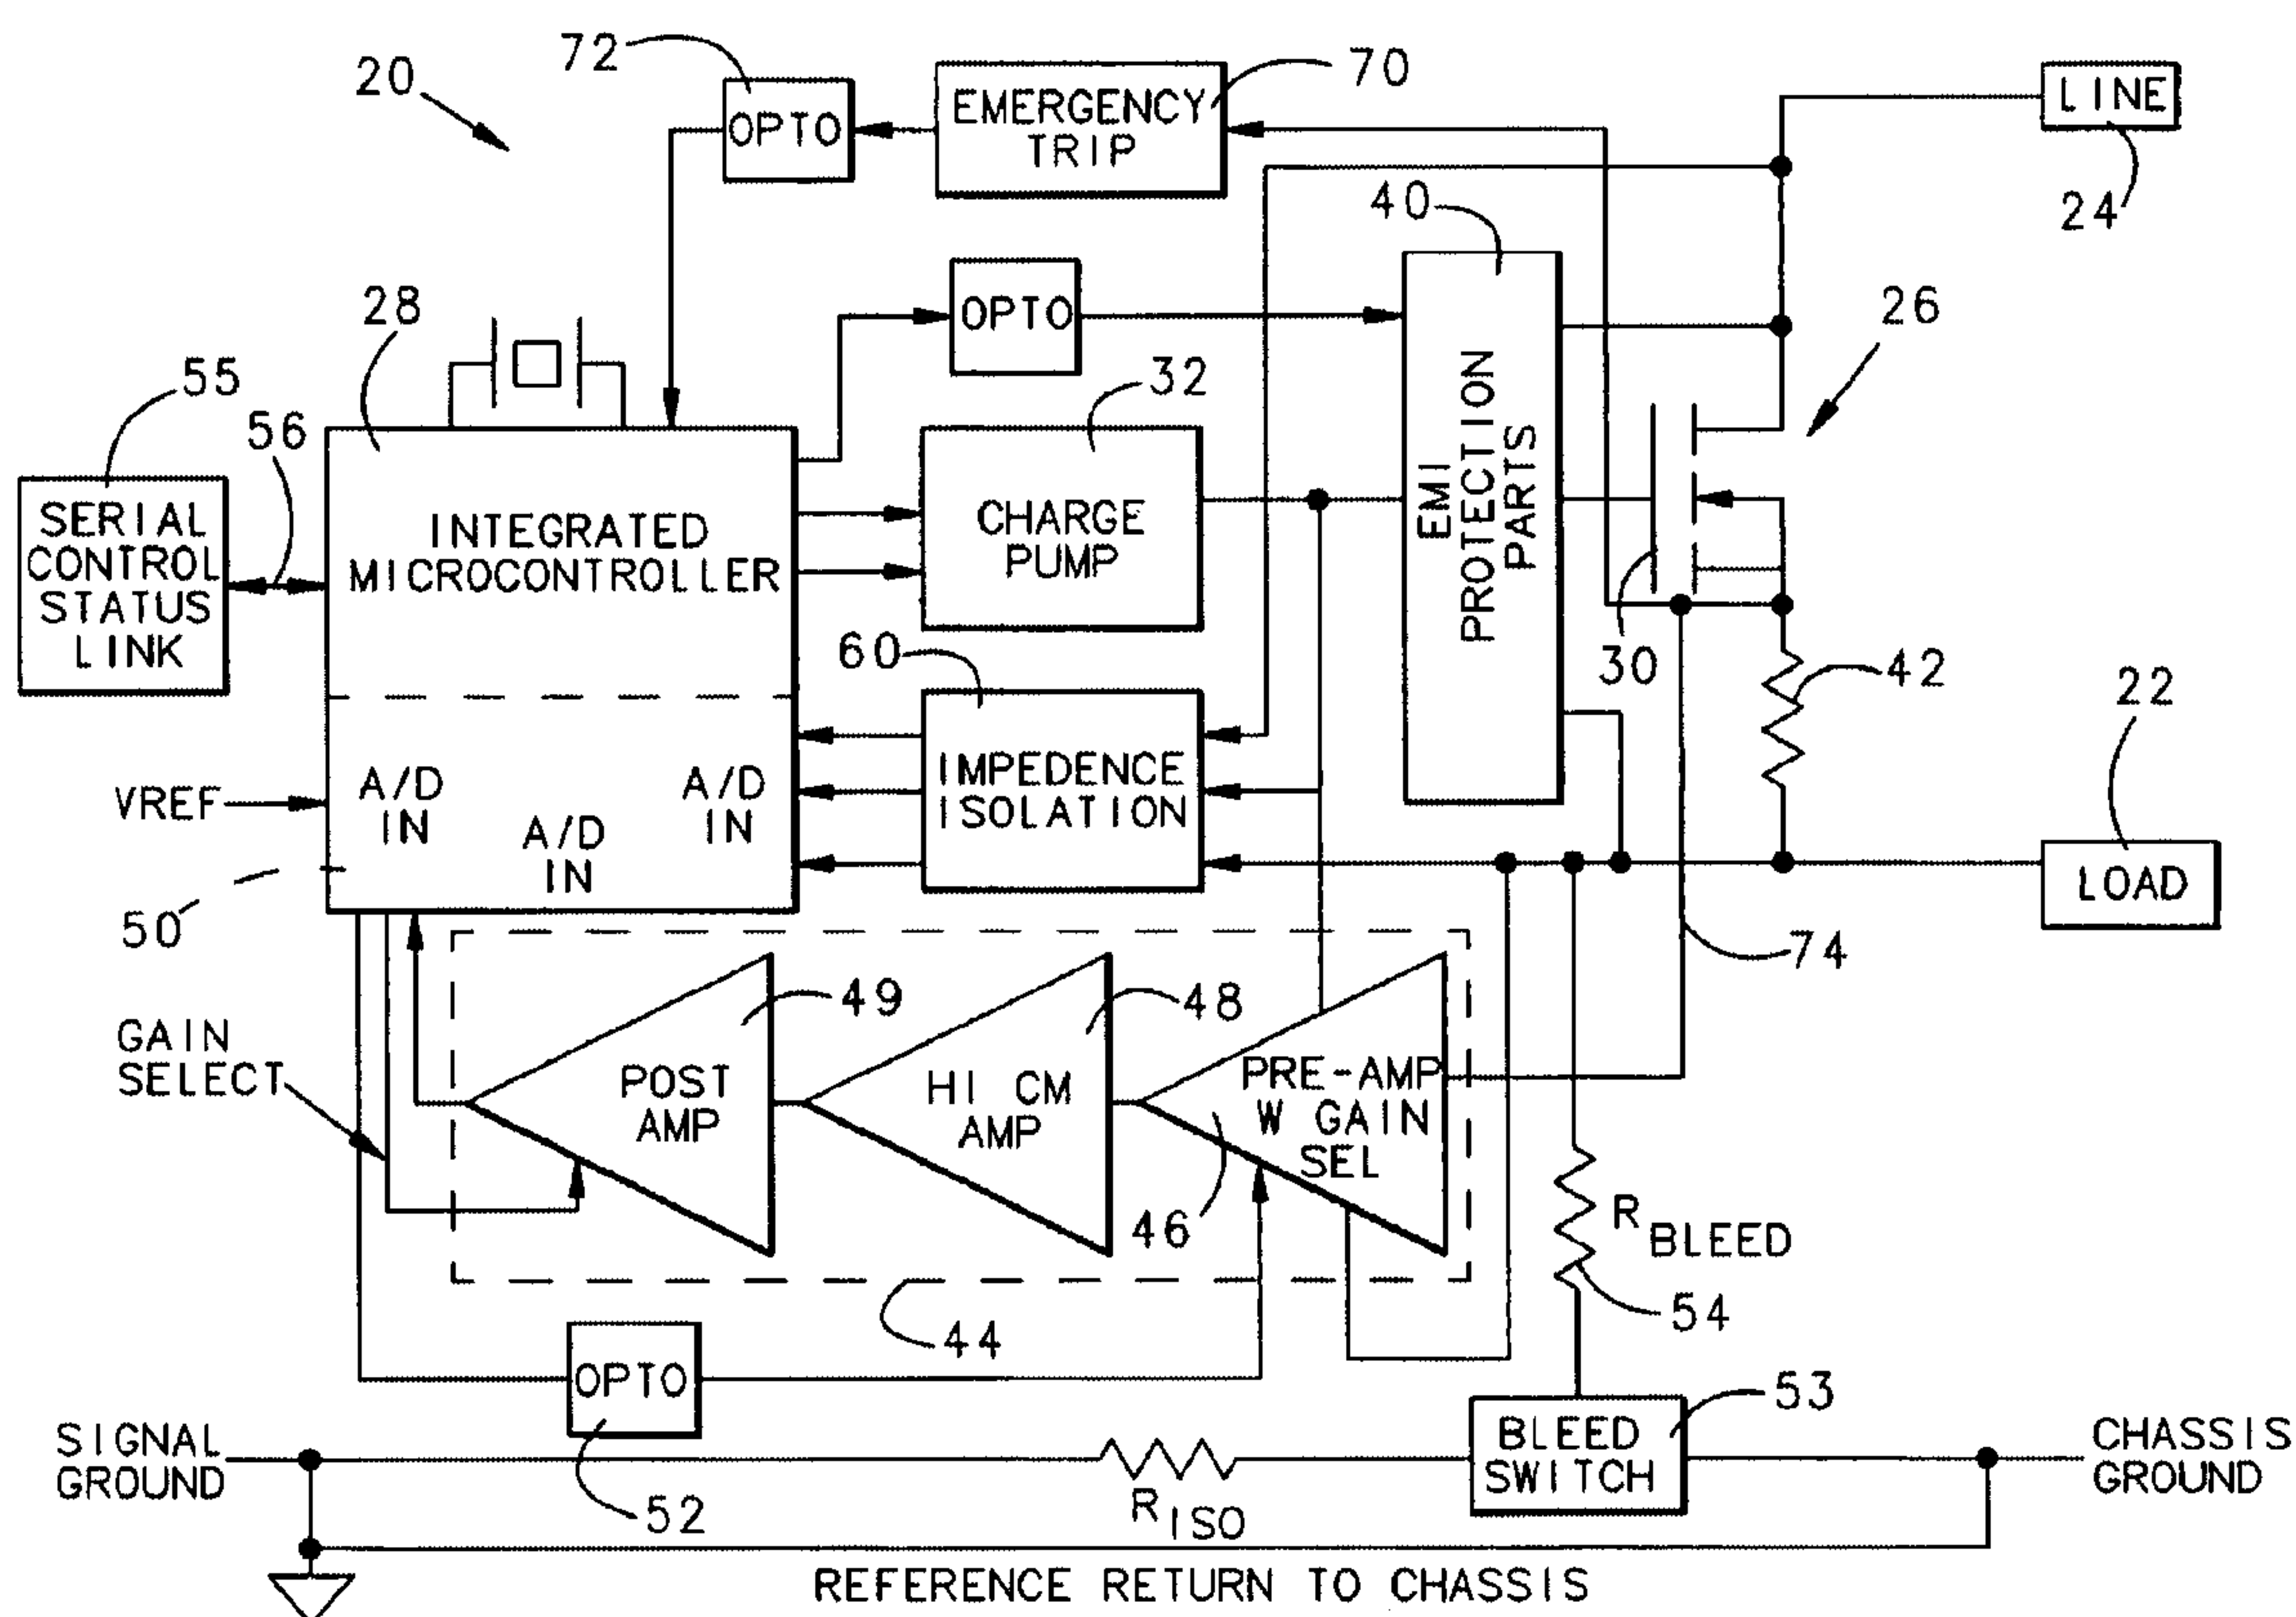 72
20
OPTO
EMERGENCY
TRIP
70
LINE
24
40
28
OPTO
26
55
56
32
SERIAL
CONTROL
STATUS
LINK
INTEGRATED
MICROCONTROLLER
CHARGE
PUMP
EMI
PROTECTION
PARTS
30
42
60
22
VREF
A/D
IN
A/D
IN
A/D
IN
IMPEDENCE
ISOLATION
LOAD
50
74
49
48
GAIN
SELECT
POST
AMP
HI CM
AMP
PRE-AMP
W GAIN
SEL
46
R BLEED
54
44
OPTO
53
SIGNAL
GROUND
BLEED
SWITCH
CHASSIS
GROUND
52
R ISO
REFERENCE RETURN TO CHASSIS